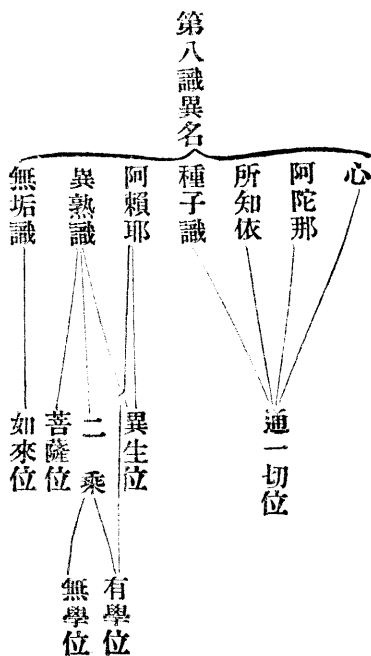 第八識異名
心
阿陀那
所知依
種子識
阿賴耶
異熟識
無垢識
通一切位
異生位
二乘
菩薩位
如來位
有學位
無學位